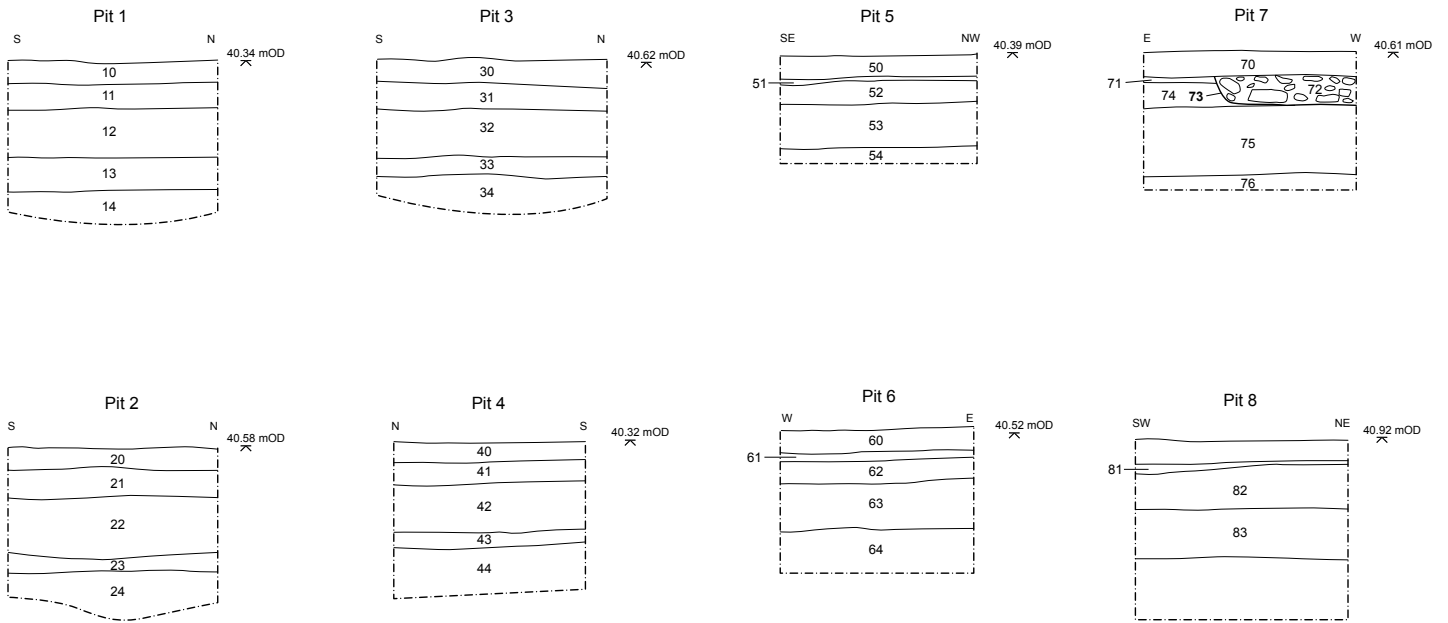 Pit 1
S N
40.34 mOD
10
11
12
13
14
Pit 3
S N
40.62 mOD
30
31
32
33
34
Pit 5
SE NW
40.39 mOD
50
51
52
53
54
Pit 7
E W
40.61 mOD
70
71
72
74 73
75
76
Pit 2
S N
40.58 mOD
20
21
22
23
24
Pit 4
N S
40.32 mOD
40
41
42
43
44
Pit 6
W E
40.52 mOD
60
61
62
63
64
Pit 8
SW NE
40.92 mOD
81
82
83